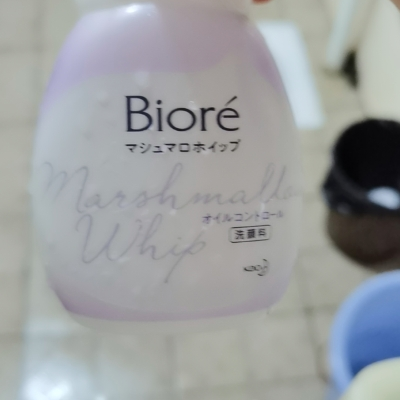 Bioré
マシュマロホイップ
Marshmallo
Whip
オイルコントロール
洗顔料
Kao